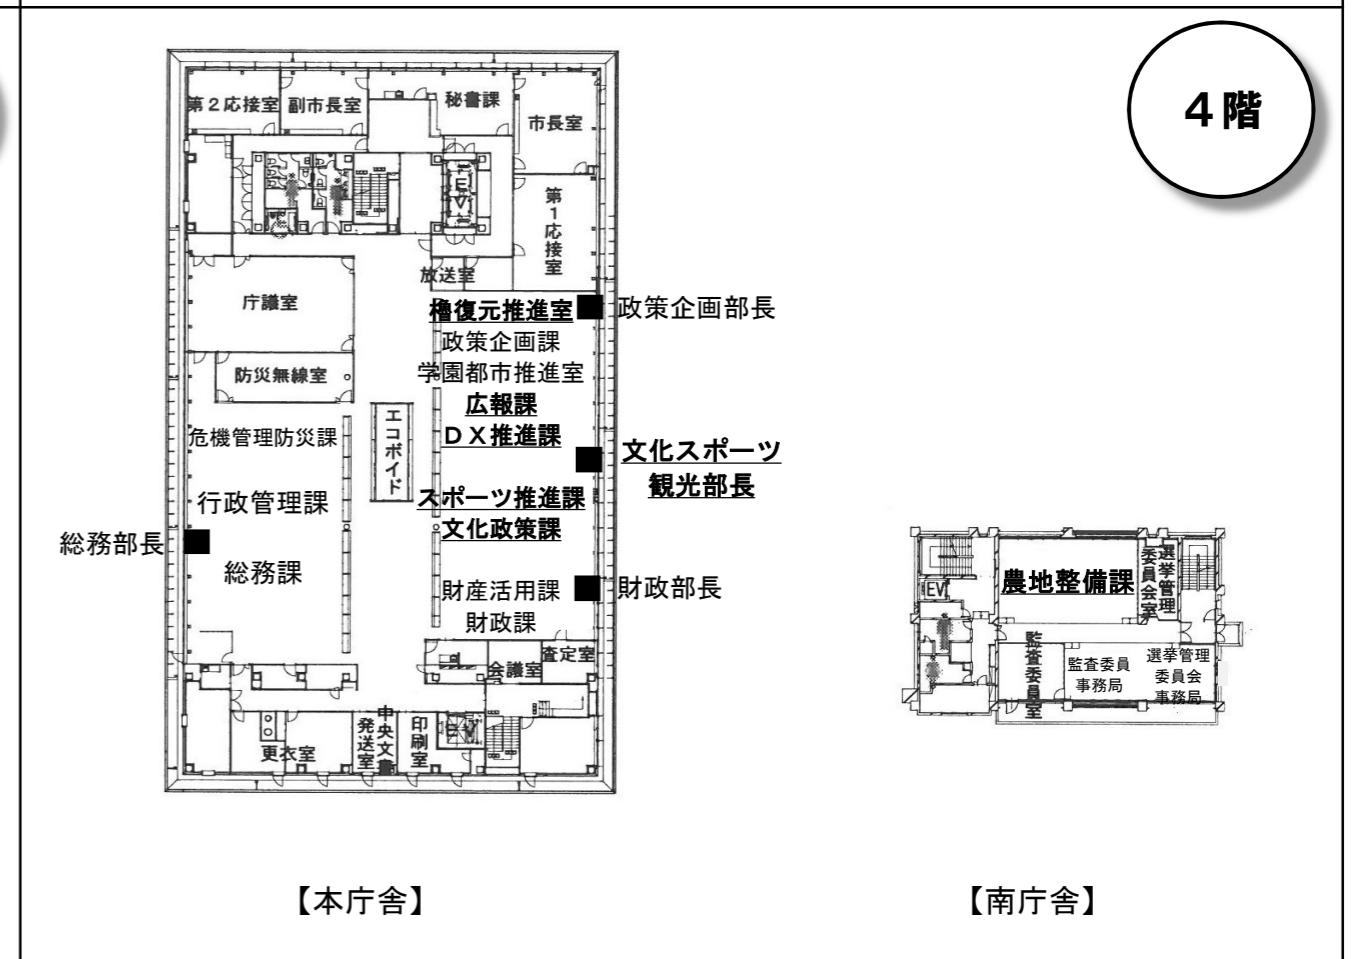 ４階
第２応接室
副市長室
秘書課
市長室
ＥＶ
第１応接室
放送室
庁議室
櫓復元推進室
政策企画部長
政策企画課
学園都市推進室
防災無線室
広報課
ＤＸ推進課
エコボイド
危機管理防災課
文化スポーツ
観光部長
行政管理課
スポーツ推進課
文化政策課
総務部長
総務課
財産活用課
財政部長
財政課
会議室
査定室
更衣室
中央文書
発送室
印刷室
ＥＶ
EV
農地整備課
選挙管理
委員会室
監査委員室
監査委員
事務局
選挙管理
委員会
事務局
【本庁舎】
【南庁舎】